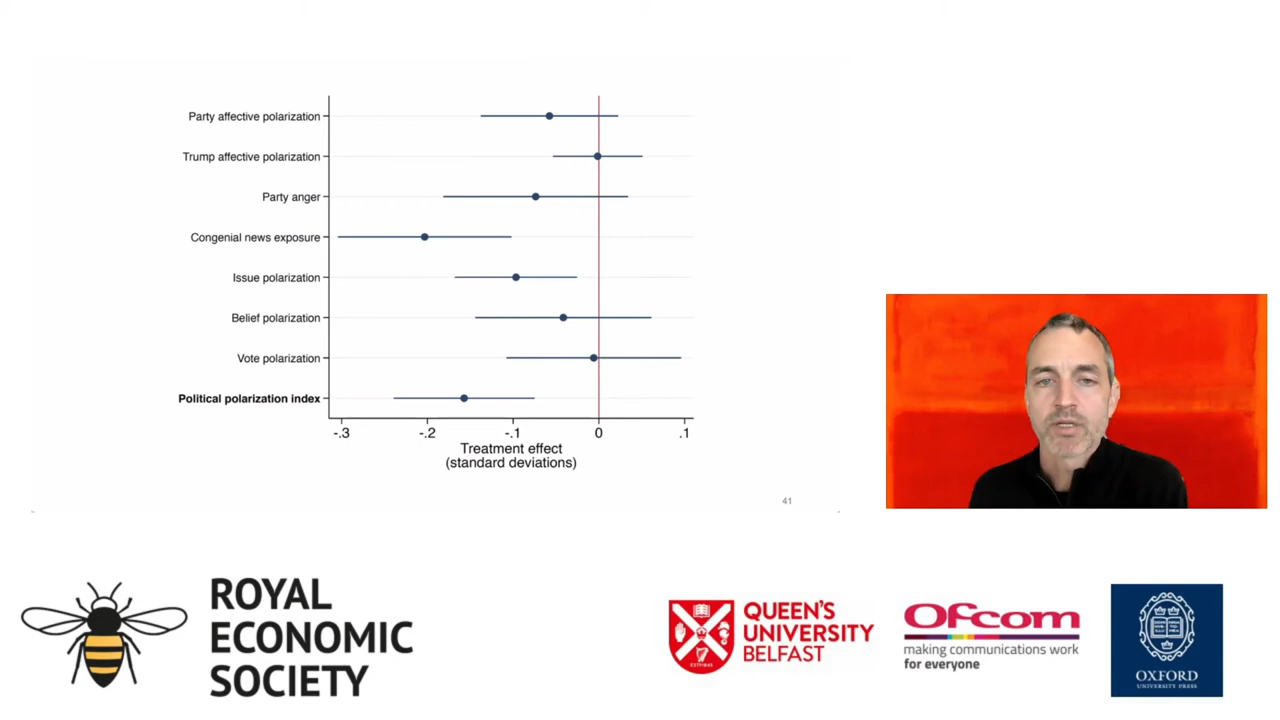 Party affective polarization
Trump affective polarization
Party anger
Congenial news exposure
Issue polarization
Belief polarization
Vote polarization
Political polarization index
-.3 -.2 -.1 0 .1
Treatment effect
(standard deviations)
41
ROYAL
ECONOMIC
SOCIETY
QUEEN'S
UNIVERSITY
BELFAST
Ofcom
making communications work
for everyone
OXFORD
UNIVERSITY PRESS